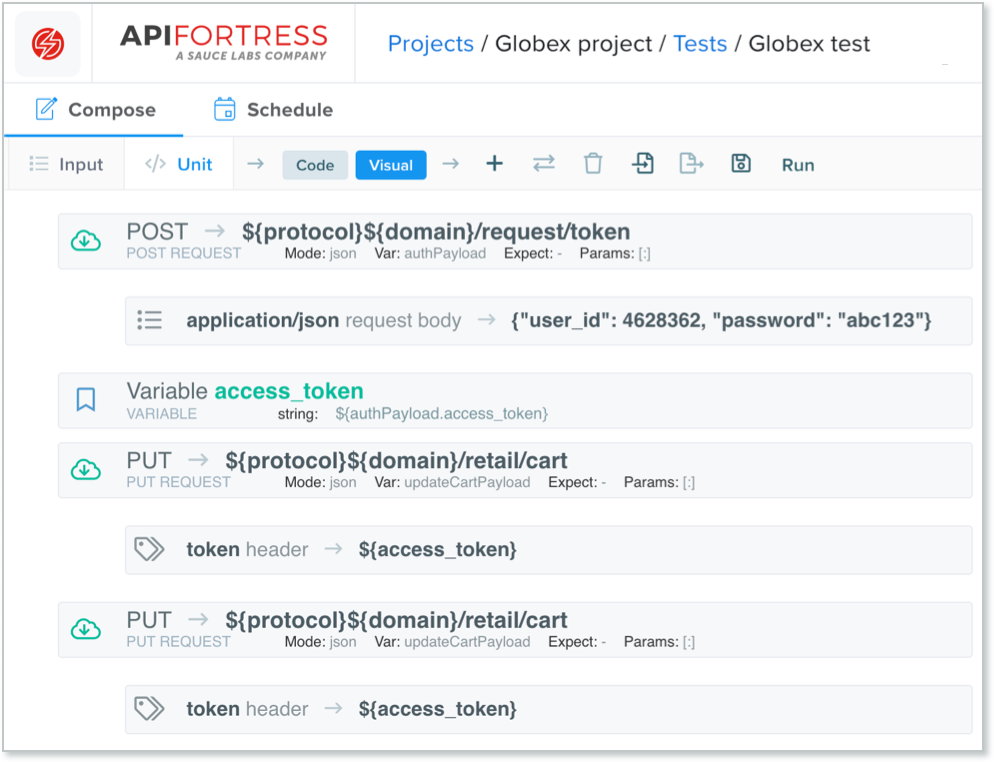 APIFORTRESS
A SAUCE LABS COMPANY
Projects / Globex project / Tests / Globex test
Compose
Schedule
Input
</> Unit → Code Visual → + Run
POST → ${protocol}${domain}/request/token
POST REQUEST Mode: json Var: authPayload Expect: - Params: [:]
application/json request body → {"user_id": 4628362, "password": "abc123"}
Variable access_token
VARIABLE string: ${authPayload.access_token}
PUT → ${protocol}${domain}/retail/cart
PUT REQUEST Mode: json Var: updateCartPayload Expect: - Params: [:]
token header → ${access_token}
PUT → ${protocol}${domain}/retail/cart
PUT REQUEST Mode: json Var: updateCartPayload Expect: - Params: [:]
token header → ${access_token}